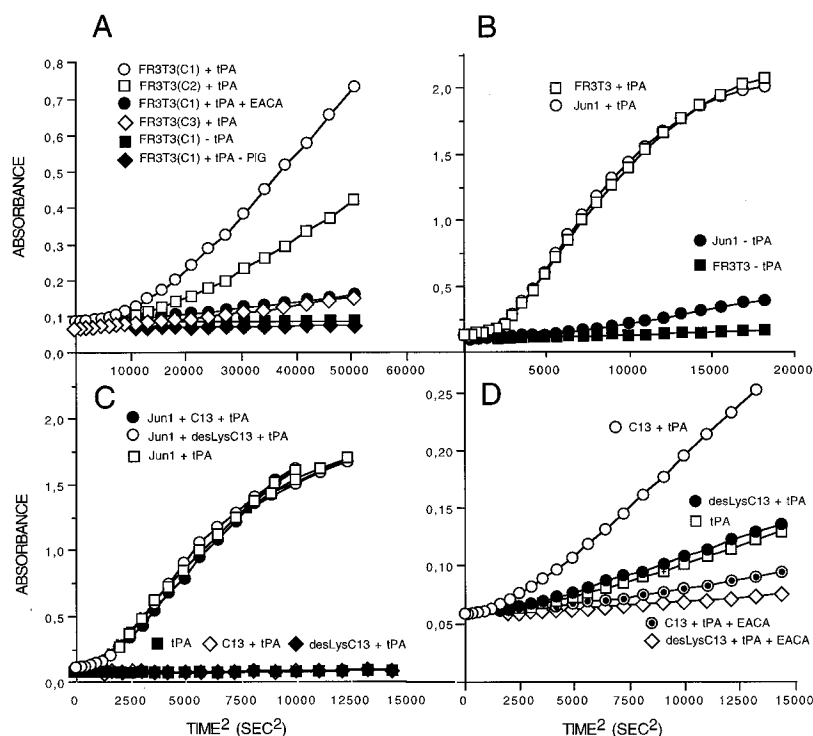 A
FR3T3(C1) + tPA
FR3T3(C2) + tPA
FR3T3(C1) + tPA + EACA
FR3T3(C3) + tPA
FR3T3(C1) - tPA
FR3T3(C1) + tPA - PlG
ABSORBANCE
0,8
0,7
0,6
0,5
0,4
0,3
0,2
0,1
0,0
0
10000
20000
30000
40000
50000
60000
B
FR3T3 + tPA
Jun1 + tPA
Jun1 - tPA
FR3T3 - tPA
2,0
1,5
1,0
0,5
0,0
0
5000
10000
15000
20000
C
Jun1 + C13 + tPA
Jun1 + desLysC13 + tPA
Jun1 + tPA
tPA
C13 + tPA
desLysC13 + tPA
ABSORBANCE
2,0
1,5
1,0
0,5
0,0
0
2500
5000
7500
10000
12500
15000
TIME2 (SEC2)
D
C13 + tPA
desLysC13 + tPA
tPA
C13 + tPA + EACA
desLysC13 + tPA + EACA
0,25
0,20
0,15
0,10
0,05
0
2500
5000
7500
10000
12500
15000
TIME2 (SEC2)